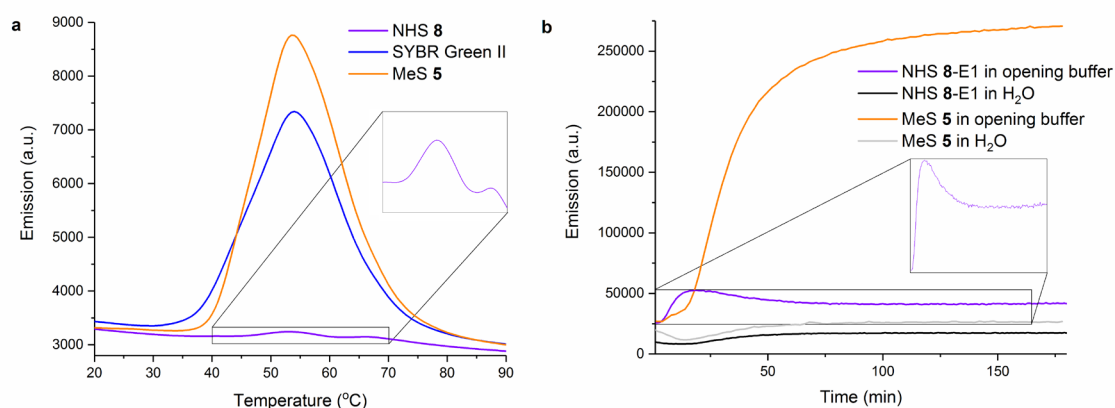 a
NHS 8
SYBR Green II
MeS 5
9000
8000
7000
6000
5000
4000
3000
Emission (a.u.)
20 30 40 50 60 70 80 90
Temperature (°C)
b
NHS 8-E1 in opening buffer
NHS 8-E1 in H₂O
MeS 5 in opening buffer
MeS 5 in H₂O
250000
200000
150000
100000
50000
0
Emission (a.u.)
50 100 150
Time (min)